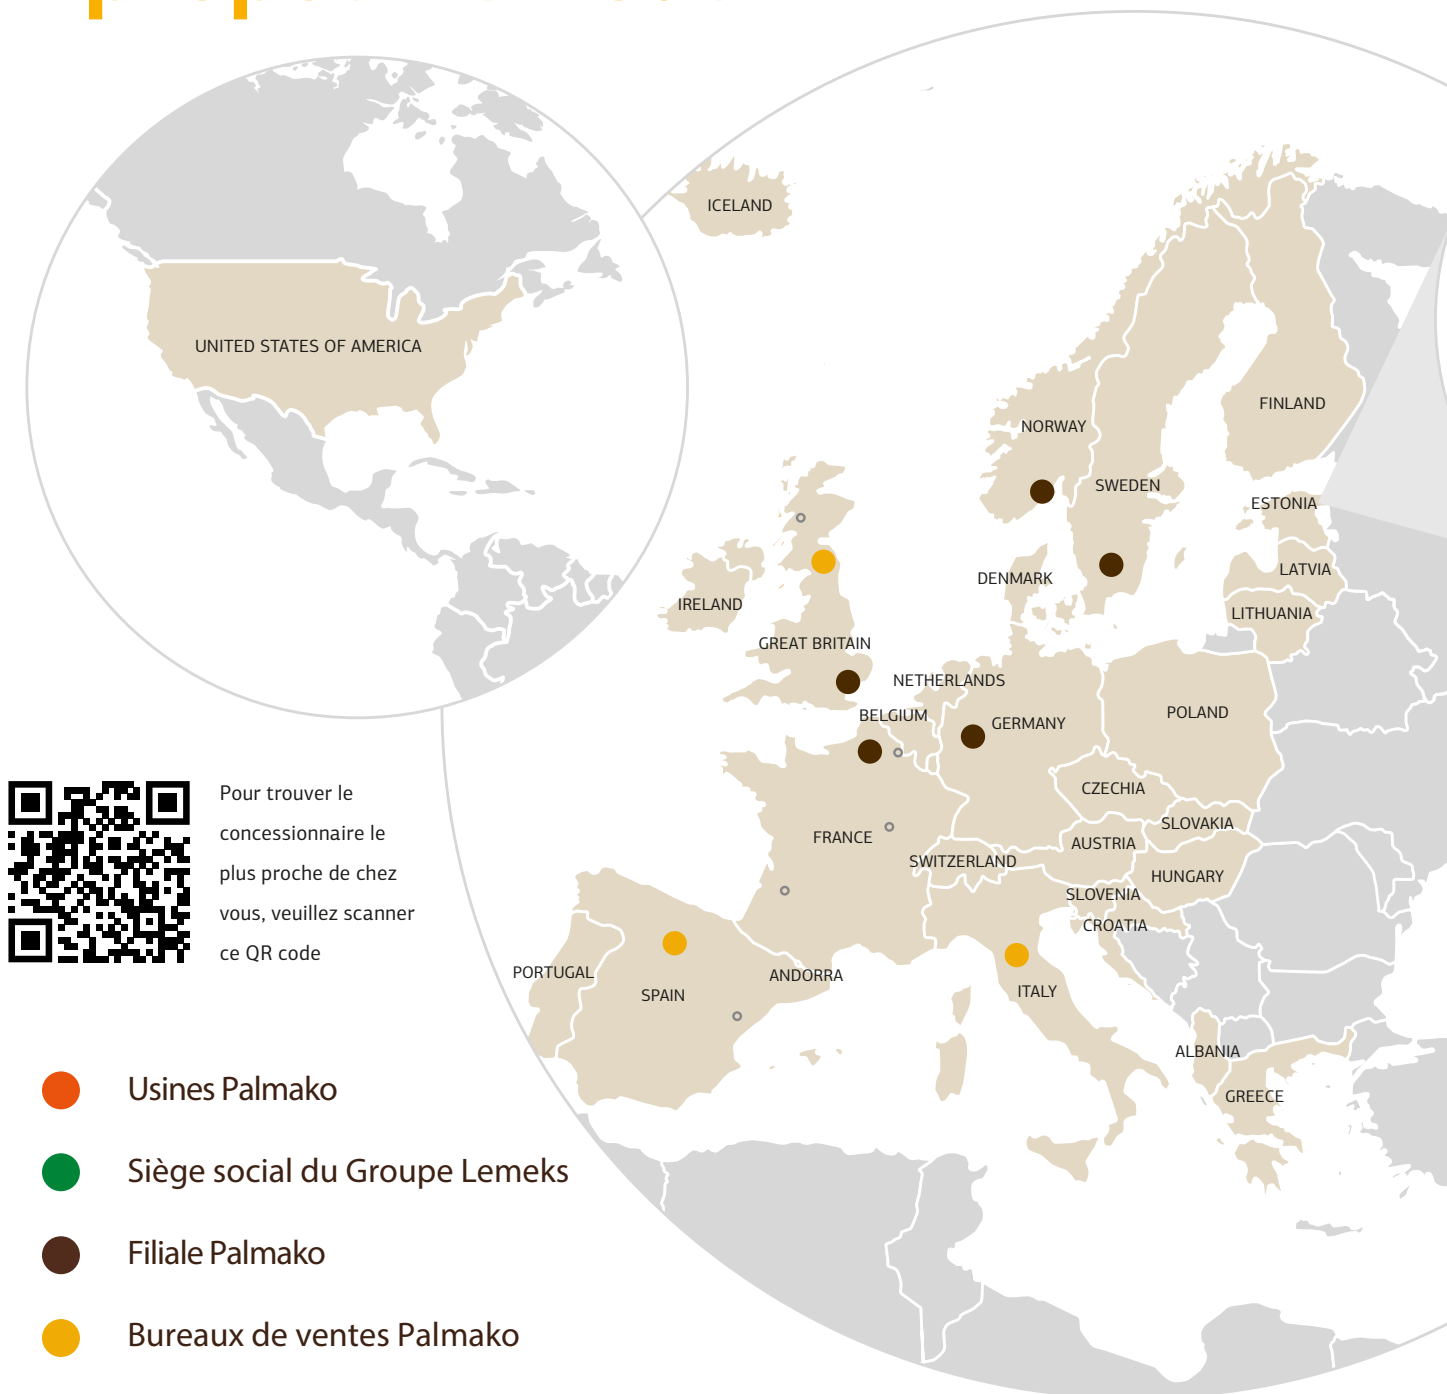 ICELAND
UNITED STATES OF AMERICA
FINLAND
NORWAY
SWEDEN
ESTONIA
LATVIA
DENMARK
LITHUANIA
IRELAND
GREAT BRITAIN
NETHERLANDS
BELGIUM
GERMANY
POLAND
CZECHIA
SLOVAKIA
FRANCE
AUSTRIA
SWITZERLAND
HUNGARY
SLOVENIA
CROATIA
PORTUGAL
ANDORRA
SPAIN
ITALY
ALBANIA
GREECE
Pour trouver le
concessionnaire le
plus proche de chez
vous, veuillez scanner
ce QR code
Usines Palmako
Siège social du Groupe Lemeks
Filiale Palmako
Bureaux de ventes Palmako